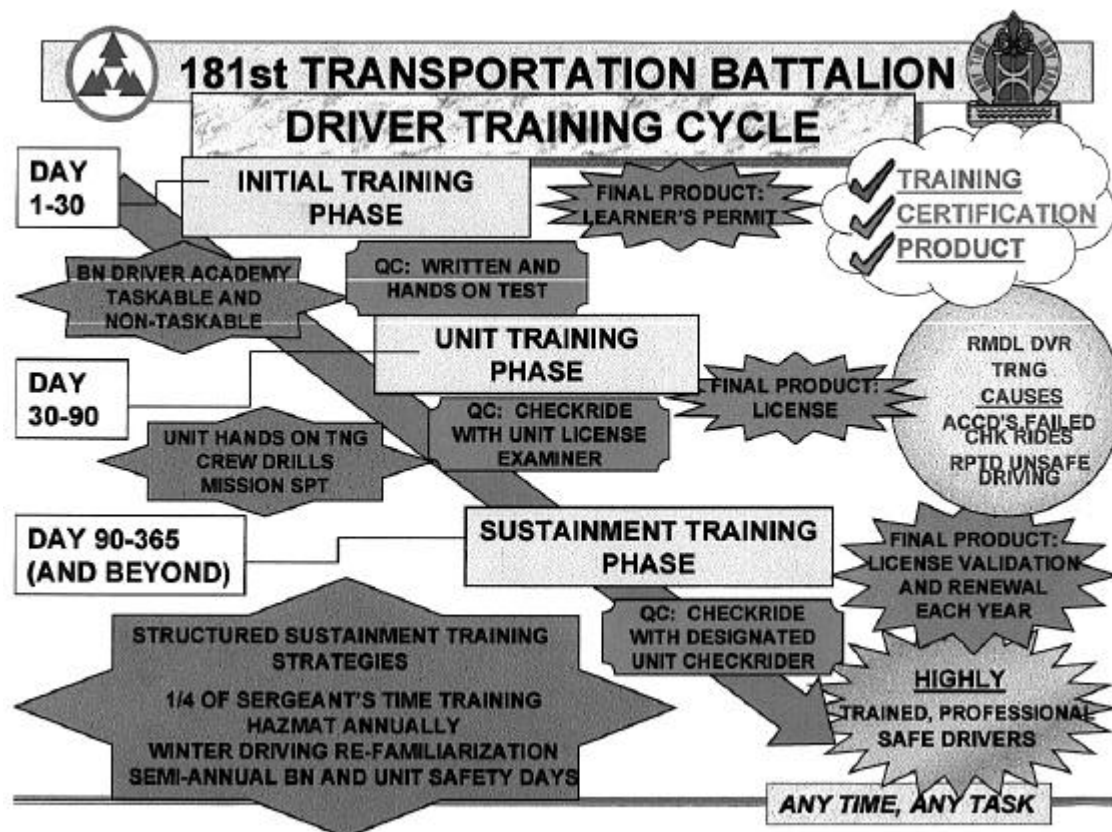 181st TRANSPORTATION BATTALION
DRIVER TRAINING CYCLE
DAY
1-30
INITIAL TRAINING
PHASE
FINAL PRODUCT:
LEARNER'S PERMIT
TRAINING
CERTIFICATION
PRODUCT
BN DRIVER ACADEMY
TASKABLE AND
NON-TASKABLE
QC: WRITTEN AND
HANDS ON TEST
DAY
30-90
UNIT TRAINING
PHASE
FINAL PRODUCT:
LICENSE
RMDL DVR
TRNG
CAUSES
ACCD'S FAILED
CHK RIDES
RPTD UNSAFE
DRIVING
UNIT HANDS ON TNG
CREW DRILLS
MISSION SPT
QC: CHECKRIDE
WITH UNIT LICENSE
EXAMINER
DAY 90-365
(AND BEYOND)
SUSTAINMENT TRAINING
PHASE
FINAL PRODUCT:
LICENSE VALIDATION
AND RENEWAL
EACH YEAR
STRUCTURED SUSTAINMENT TRAINING
STRATEGIES
1/4 OF SERGEANT'S TIME TRAINING
HAZMAT ANNUALLY
WINTER DRIVING RE-FAMILIARIZATION
SEMI-ANNUAL BN AND UNIT SAFETY DAYS
QC: CHECKRIDE
WITH DESIGNATED
UNIT CHECKRIDER
HIGHLY
TRAINED, PROFESSIONAL
SAFE DRIVERS
ANY TIME, ANY TASK